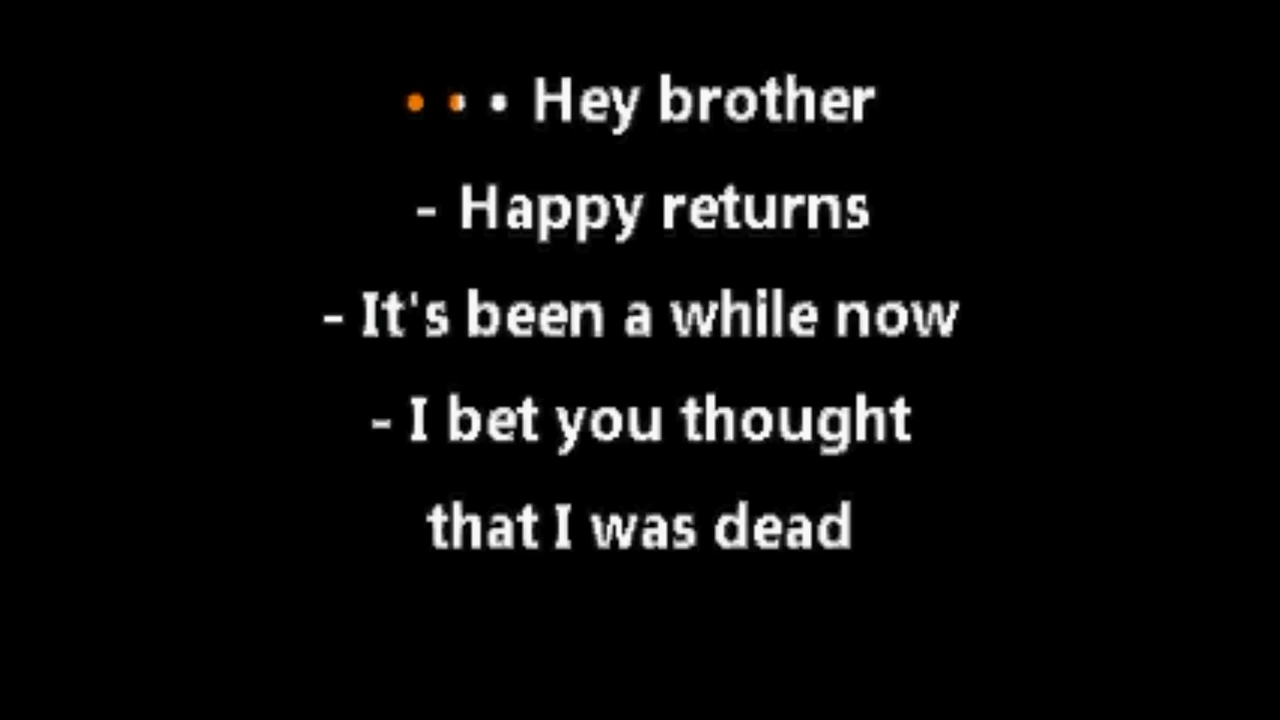 • • • Hey brother
- Happy returns
- It's been a while now
- I bet you thought
that I was dead